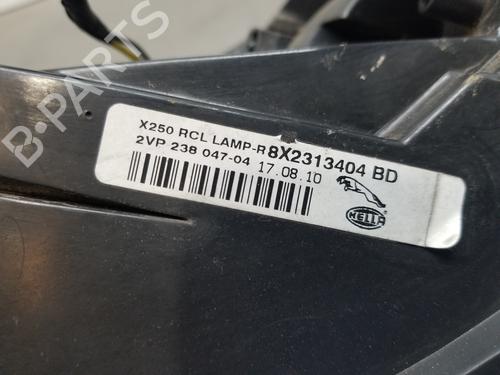 X250 RCL LAMP-R 8X2313404 BD
2VP 238 047-04 17.08.10
HELLA
B-PARTS